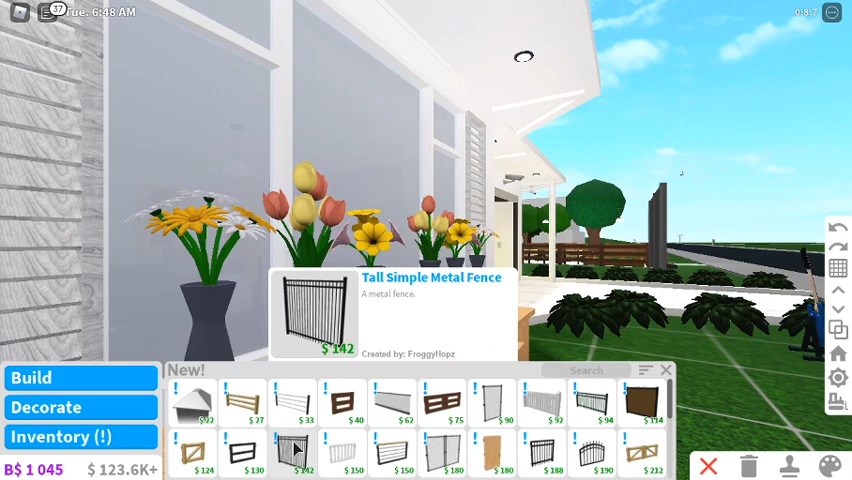 37
Tue. 6:48 AM
0.8.7
Tall Simple Metal Fence
A metal fence.
$ 142
Created by: FroggyHopz
Build
Decorate
Inventory (!)
B$ 1 045
$ 123.6K+
New!
Search
! ! ! ! ! ! ! ! ! !
$ 22 $ 27 $ 33 $ 40 $ 62 $ 75 $ 90 $ 92 $ 94 $ 114
! ! ! ! ! ! ! ! ! !
$ 124 $ 130 $ 142 $ 150 $ 150 $ 180 $ 180 $ 188 $ 190 $ 212